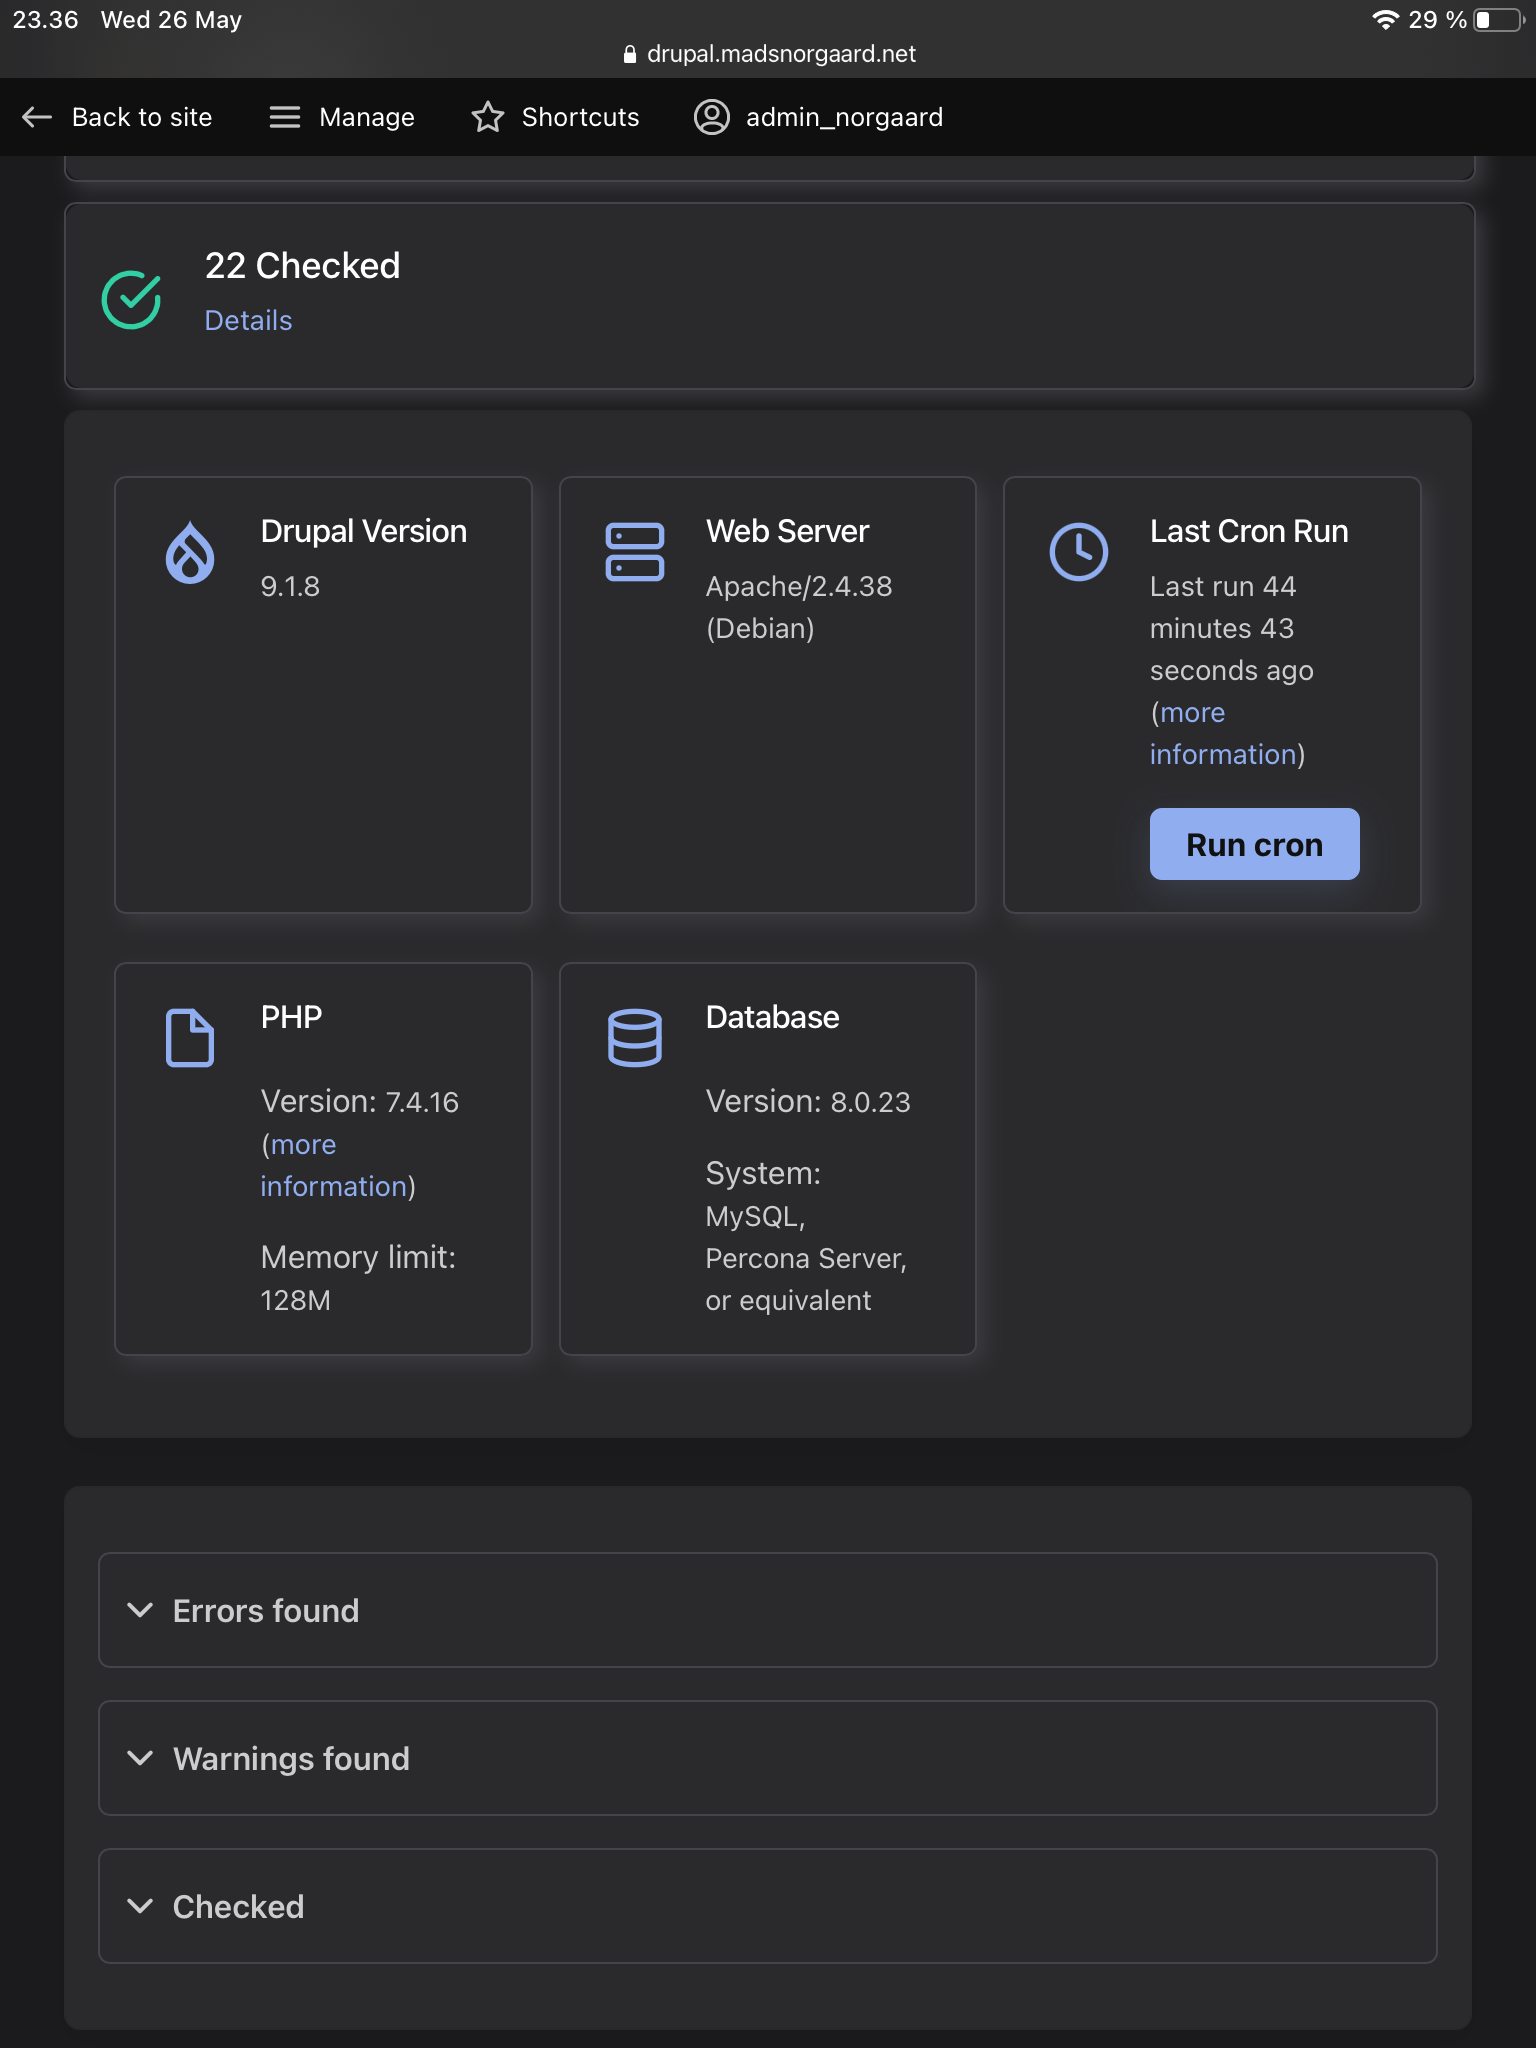 23.36 Wed 26 May 29 %
drupal.madsnorgaard.net
Back to site Manage Shortcuts admin_norgaard
22 Checked
Details
Drupal Version
9.1.8
Web Server
Apache/2.4.38
(Debian)
Last Cron Run
Last run 44
minutes 43
seconds ago
(more
information)
Run cron
PHP
Version: 7.4.16
(more
information)
Memory limit:
128M
Database
Version: 8.0.23
System:
MySQL,
Percona Server,
or equivalent
Errors found
Warnings found
Checked